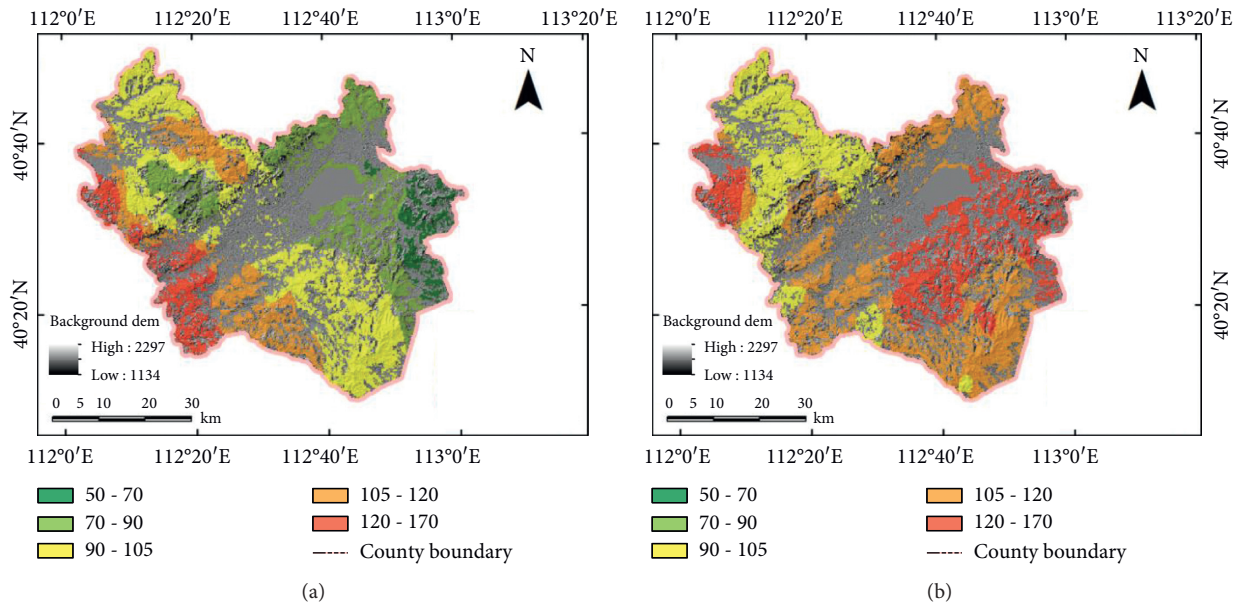 112°0′E 112°20′E 112°40′E 113°0′E 113°20′E
N
40°40′N
40°20′N
Background dem
High : 2297
Low : 1134
0 5 10 20 30
km
112°0′E 112°20′E 112°40′E 113°0′E
50 - 70
70 - 90
90 - 105
105 - 120
120 - 170
County boundary
(a)
112°0′E 112°20′E 112°40′E 113°0′E 113°20′E
N
40°40′N
40°20′N
Background dem
High : 2297
Low : 1134
0 5 10 20 30
km
112°0′E 112°20′E 112°40′E 113°0′E
50 - 70
70 - 90
90 - 105
105 - 120
120 - 170
County boundary
(b)